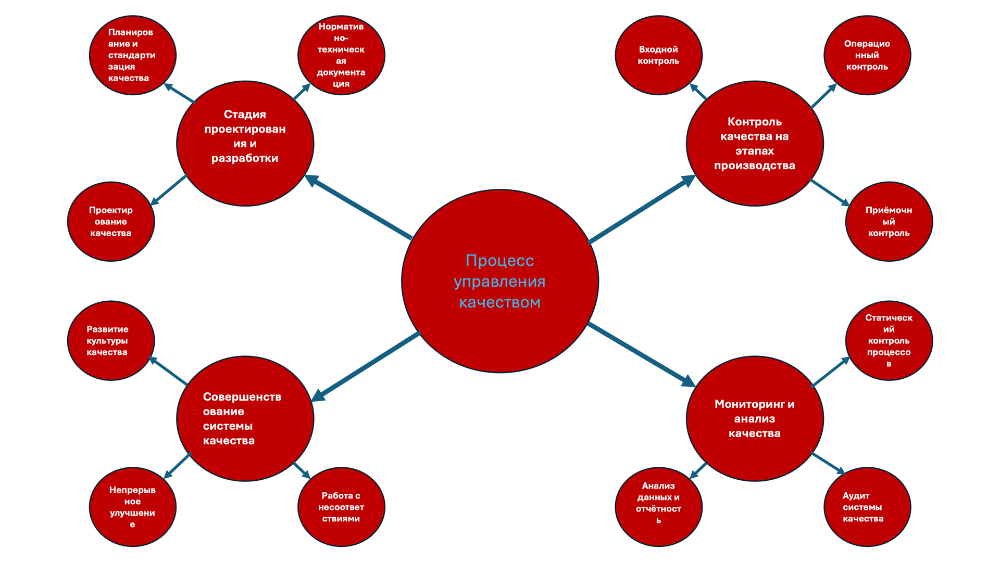 Планиров
ание и
стандарти
зация
качества
Норматив
но-
техническ
ая
документа
ция
Стадия
проектирован
ия и
разработки
Проектир
ование
качества
Входной
контроль
Операцио
нный
контроль
Контроль
качества на
этапах
производства
Приёмочн
ый
контроль
Процесс
управления
качеством
Развитие
культуры
качества
Совершенств
ование
системы
качества
Непрерыв
ное
улучшени
е
Работа с
несоответ
ствиями
Статическ
ий
контроль
процессо
в
Мониторинг и
анализ
качества
Анализ
данных и
отчётност
ь
Аудит
системы
качества